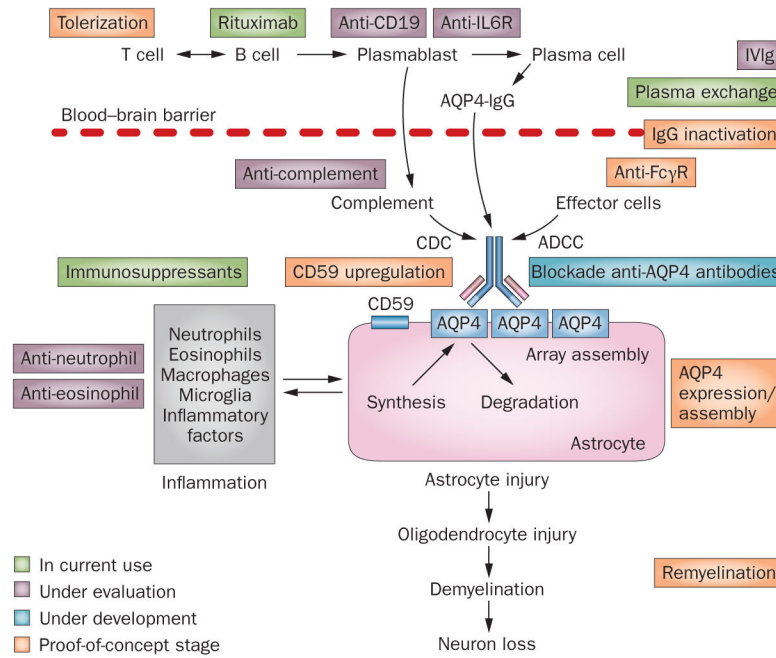 Tolerization
Rituximab
Anti-CD19
Anti-IL6R
T cell
B cell
Plasmablast
Plasma cell
IVIg
AQP4-IgG
Plasma exchange
Blood–brain barrier
IgG inactivation
Anti-complement
Anti-FcγR
Complement
Effector cells
CDC
ADCC
Immunosuppressants
CD59 upregulation
Blockade anti-AQP4 antibodies
CD59
AQP4
AQP4
AQP4
Array assembly
Neutrophils
Eosinophils
Macrophages
Microglia
Inflammatory
factors
Anti-neutrophil
Anti-eosinophil
Synthesis
Degradation
AQP4
expression/
assembly
Astrocyte
Inflammation
Astrocyte injury
Oligodendrocyte injury
Demyelination
Remyelination
Neuron loss
In current use
Under evaluation
Under development
Proof-of-concept stage